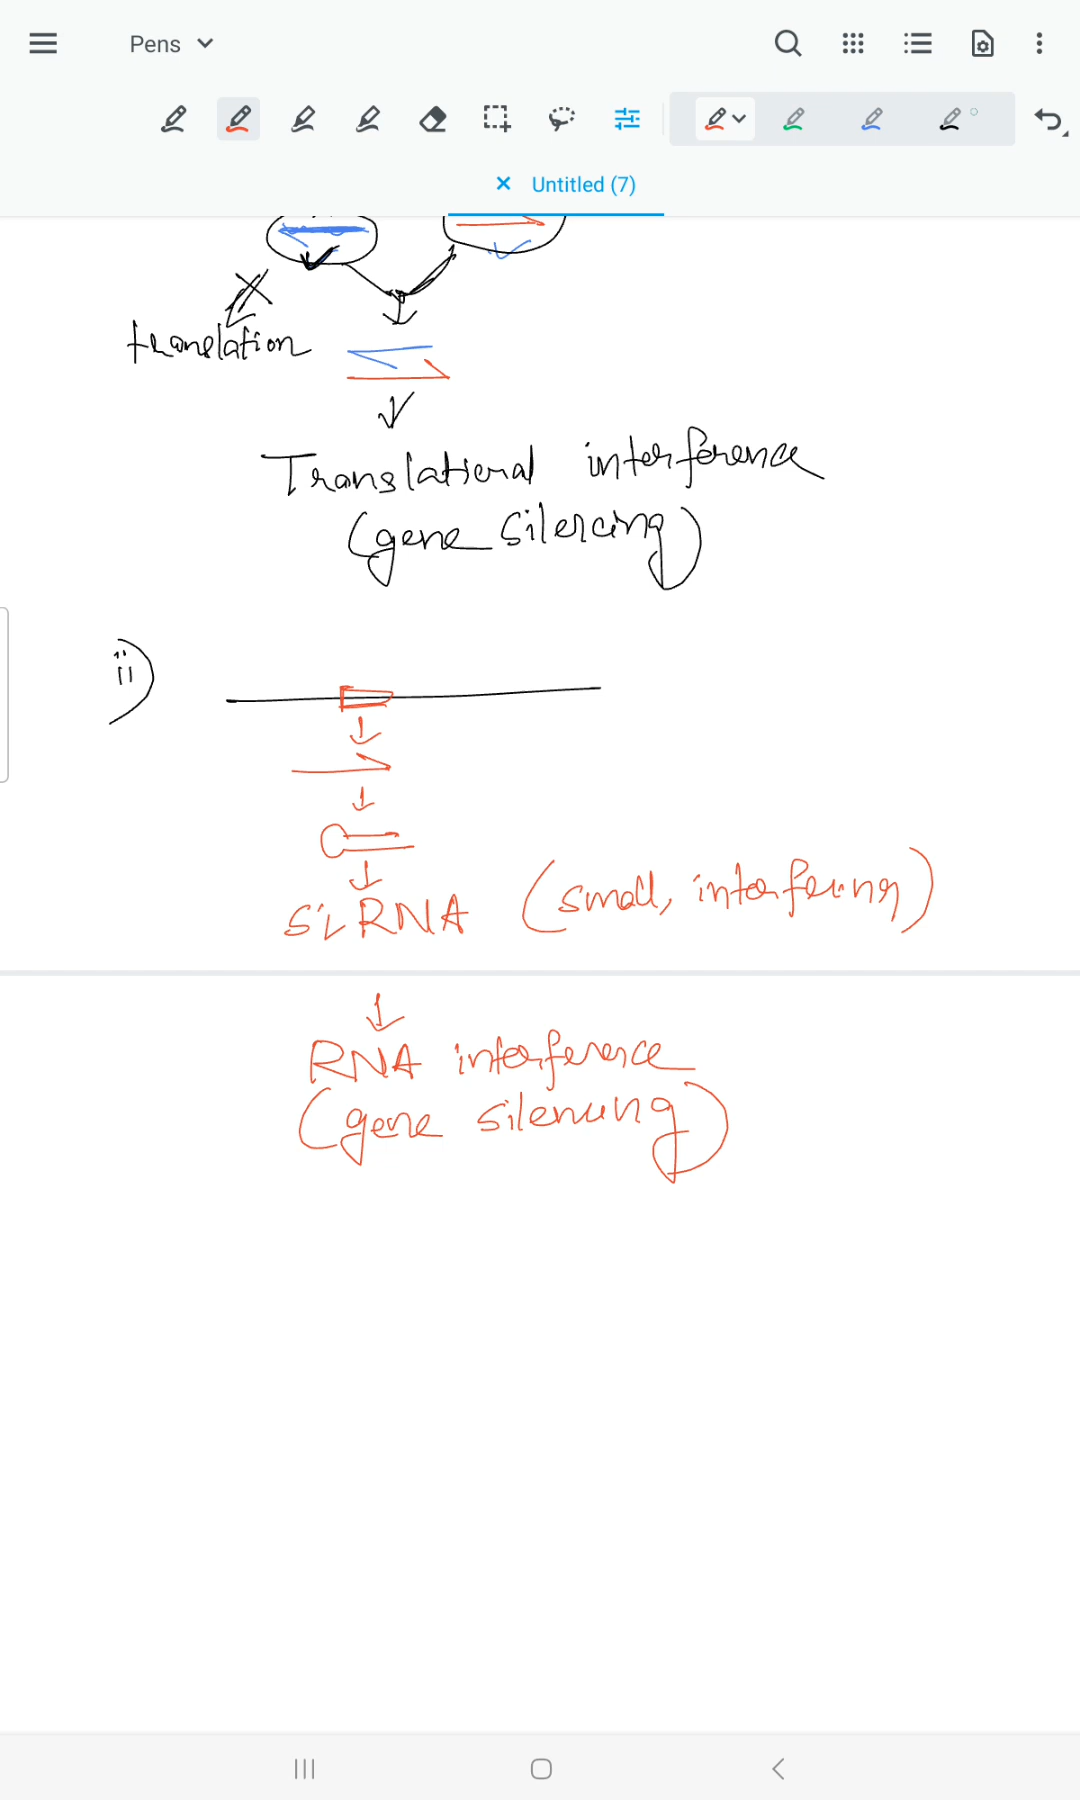 Pens
Untitled (7)
translation
Translational interference
(gene silencing)
ii)
siRNA (small, interfering)
RNA interference
(gene silencing)